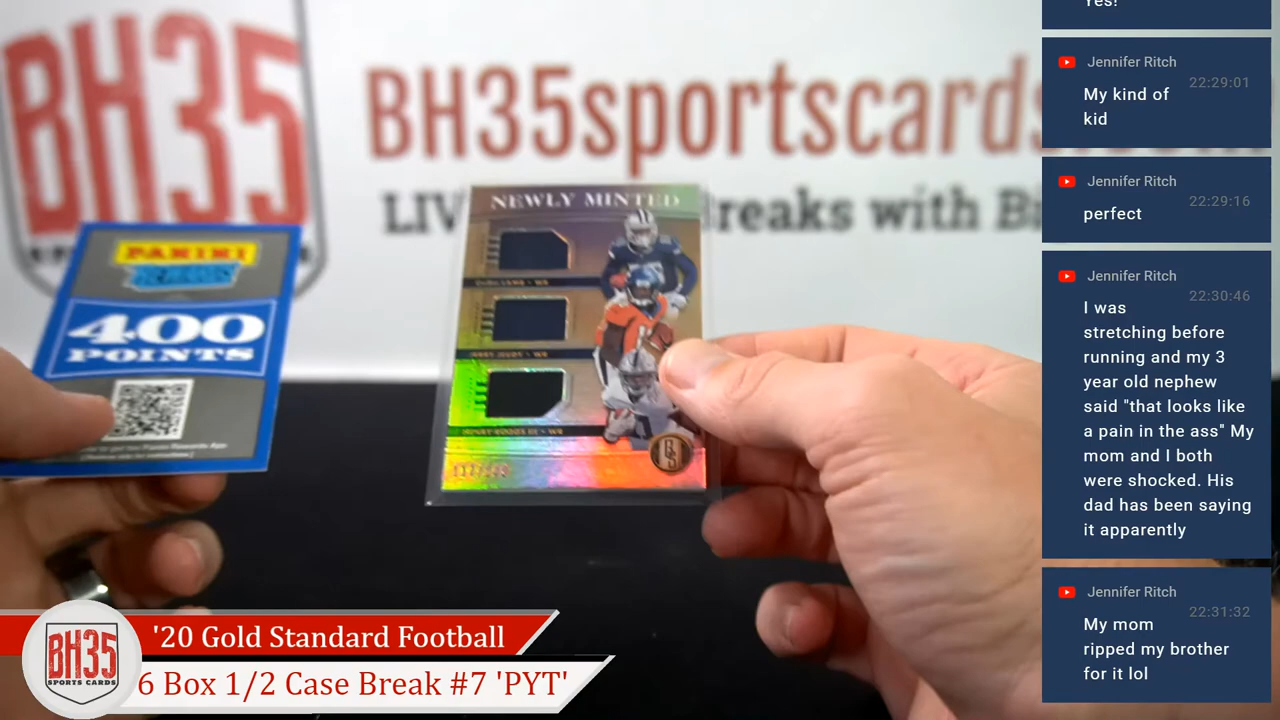 Yes!
Jennifer Ritch
22:29:01
My kind of
kid
Jennifer Ritch
22:29:16
perfect
Jennifer Ritch
22:30:46
I was
stretching before
running and my 3
year old nephew
said "that looks like
a pain in the ass" My
mom and I both
were shocked. His
dad has been saying
it apparently
Jennifer Ritch
22:31:32
My mom
ripped my brother
for it lol
BH35
BH35sportscards
LIV
reaks with B
NEWLY MINTED
PANINI
400
POINTS
BH35
SPORTS CARDS
'20 Gold Standard Football
6 Box 1/2 Case Break #7 'PYT'